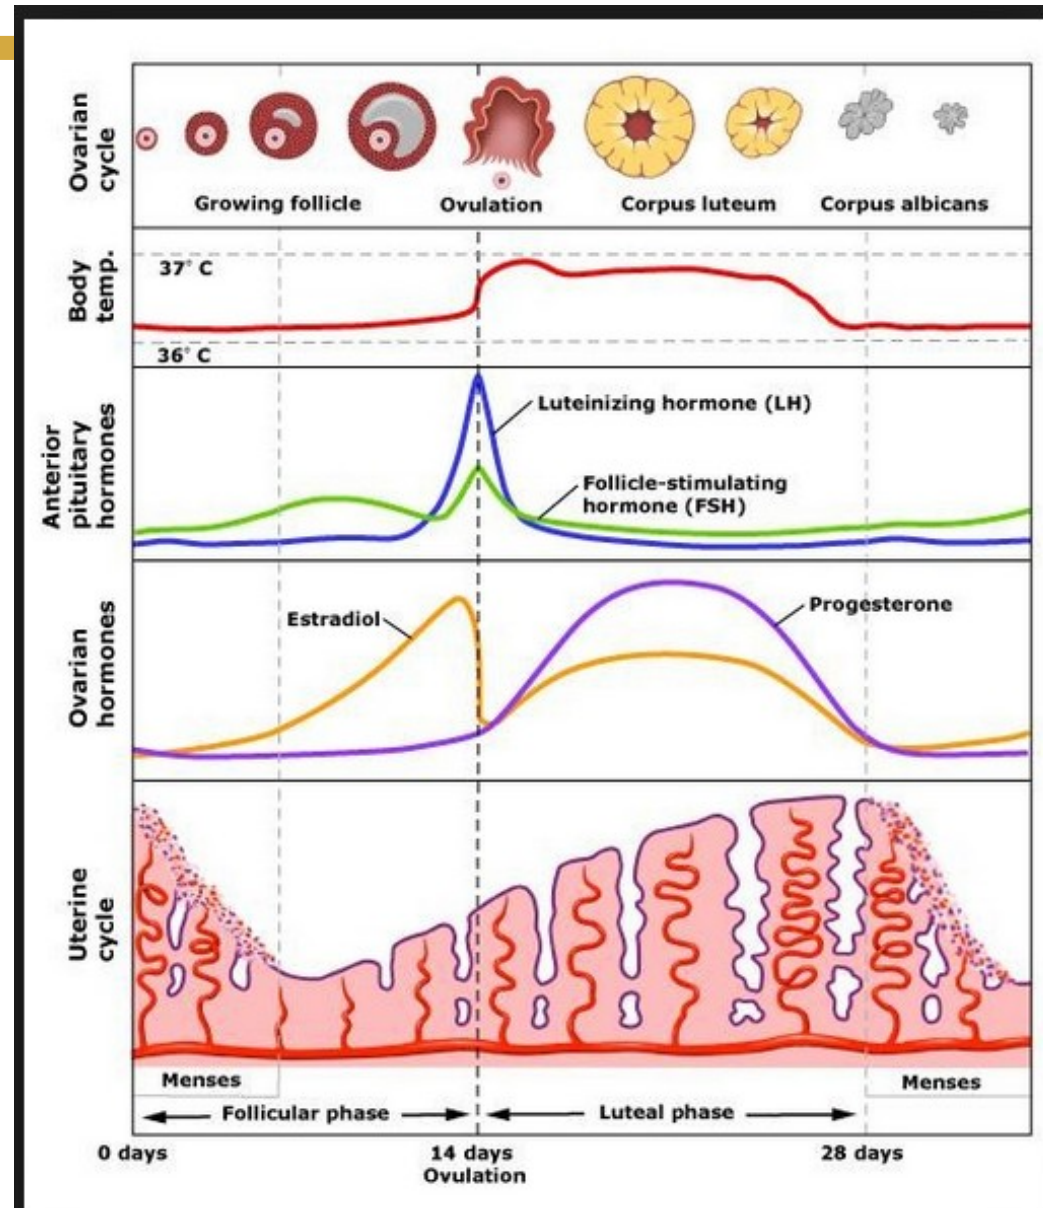 Ovarian
cycle
Growing follicle
Ovulation
Corpus luteum
Corpus albicans
Body
temp.
37° C
36° C
Anterior
pituitary
hormones
Luteinizing hormone (LH)
Follicle-stimulating
hormone (FSH)
Ovarian
hormones
Estradiol
Progesterone
Uterine
cycle
Menses
Menses
Follicular phase
Luteal phase
0 days
14 days
Ovulation
28 days